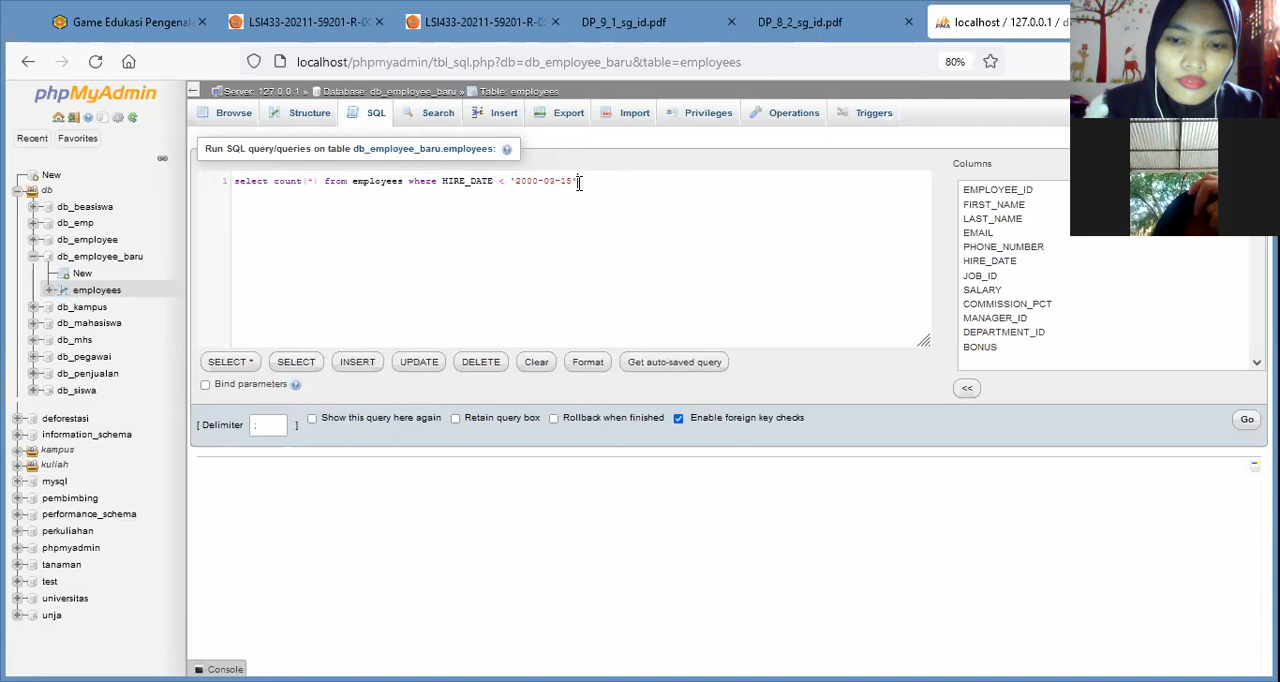 Game Edukasi Pengenal
LSI433-20211-59201-R-0
LSI433-20211-59201-R-0
DP_9_1_sg_id.pdf
DP_8_2_sg_id.pdf
localhost / 127.0.0.1 / d
localhost/phpmyadmin/tbl_sql.php?db=db_employee_baru&table=employees
80%
phpMyAdmin
Recent
Favorites
New
db
db_beasiswa
db_emp
db_employee
db_employee_baru
New
employees
db_kampus
db_mahasiswa
db_mhs
db_pegawai
db_penjualan
db_siswa
deforestasi
information_schema
kampus
kuliah
mysql
pembimbing
performance_schema
perkuliahan
phpmyadmin
tanaman
test
universitas
unja
Server: 127.0.0.1 » Database: db_employee_baru » Table: employees
Browse
Structure
SQL
Search
Insert
Export
Import
Privileges
Operations
Triggers
Run SQL query/queries on table db_employee_baru.employees:
1 select count(*) from employees where HIRE_DATE < '2000-03-15'
Columns
EMPLOYEE_ID
FIRST_NAME
LAST_NAME
EMAIL
PHONE_NUMBER
HIRE_DATE
JOB_ID
SALARY
COMMISSION_PCT
MANAGER_ID
DEPARTMENT_ID
BONUS
<<
SELECT *
SELECT
INSERT
UPDATE
DELETE
Clear
Format
Get auto-saved query
Bind parameters
[ Delimiter ; ]
Show this query here again
Retain query box
Rollback when finished
Enable foreign key checks
Go
Console